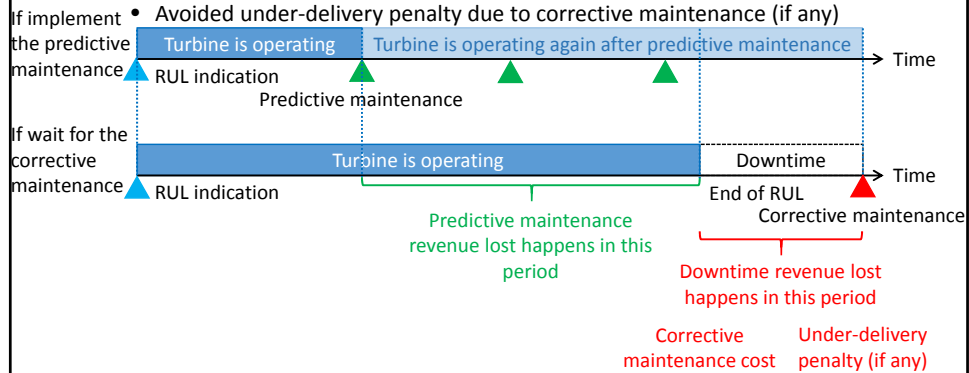 • Avoided under-delivery penalty due to corrective maintenance (if any)
If implement
the predictive
maintenance
Turbine is operating
Turbine is operating again after predictive maintenance
Time
RUL indication
Predictive maintenance
If wait for the
corrective
maintenance
Turbine is operating
Downtime
Time
RUL indication
End of RUL
Corrective maintenance
Predictive maintenance
revenue lost happens in this
period
Downtime revenue lost
happens in this period
Corrective
maintenance cost
Under-delivery
penalty (if any)